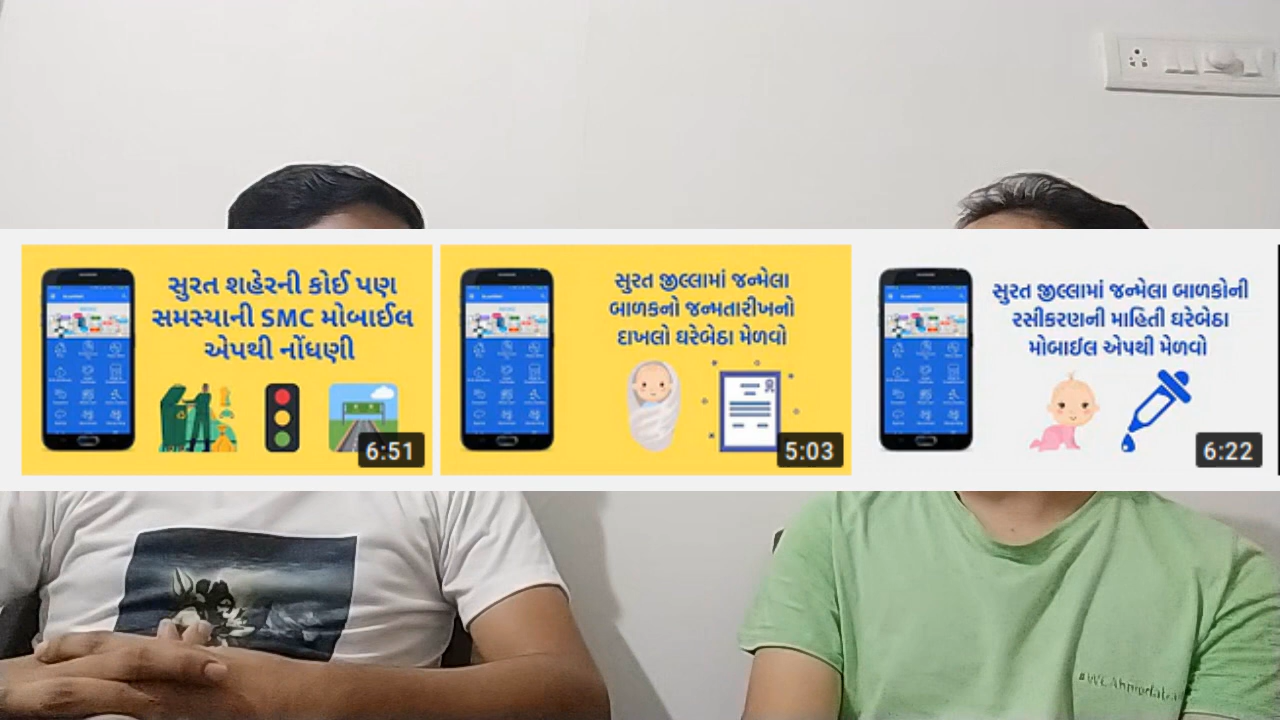 સુરત શહેરની કોઈ પણ
સમસ્યાની SMC મોબાઈલ
એપથી નોંધણી
6:51
સુરત જીલ્લામાં જન્મેલા
બાળકનો જન્મતારીખનો
દાખલો ઘરેબેઠા મેળવો
5:03
સુરત જીલ્લામાં જન્મેલા બાળકોની
રસીકરણની માહિતી ઘરેબેઠા
મોબાઈલ એપથી મેળવો
6:22